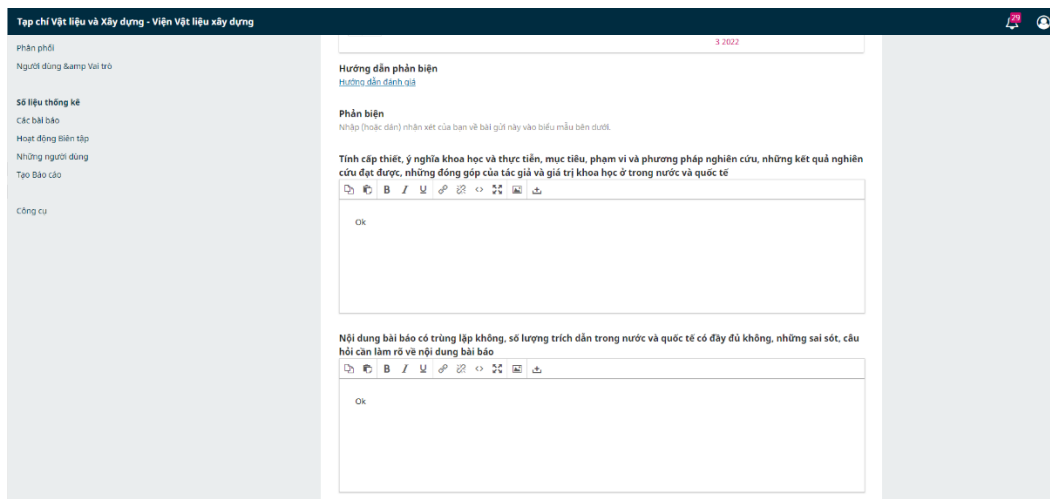 Tạp chí Vật liệu và Xây dựng - Viện Vật liệu xây dựng
29
Phân phối
Người dùng &amp Vai trò
Số liệu thống kê
Các bài báo
Hoạt động Biên tập
Những người dùng
Tạo Báo cáo
Công cụ
3 2022
Hướng dẫn phản biện
Hướng dẫn đánh giá
Phản biện
Nhập (hoặc dán) nhận xét của bạn về bài gửi này vào biểu mẫu bên dưới.
Tính cấp thiết, ý nghĩa khoa học và thực tiễn, mục tiêu, phạm vi và phương pháp nghiên cứu, những kết quả nghiên
cứu đạt được, những đóng góp của tác giả và giá trị khoa học ở trong nước và quốc tế
B I U
Ok
Nội dung bài báo có trùng lặp không, số lượng trích dẫn trong nước và quốc tế có đầy đủ không, những sai sót, câu
hỏi cần làm rõ về nội dung bài báo
B I U
Ok